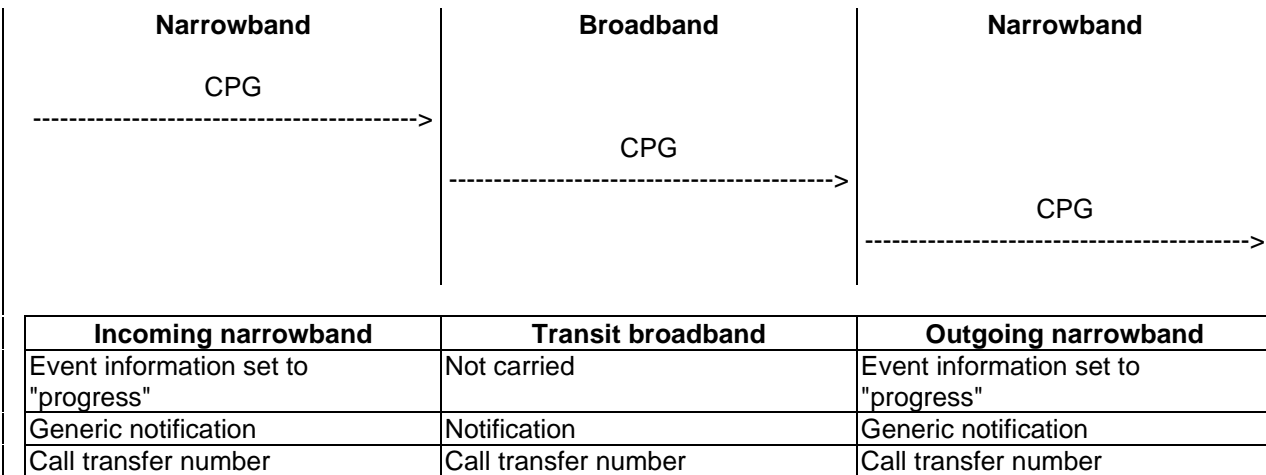 Narrowband Broadband Narrowband
CPG
------------------------------------------->
CPG
------------------------------------------->
CPG
------------------------------------------->
Incoming narrowband Transit broadband Outgoing narrowband
Event information set to "progress" Not carried Event information set to "progress"
Generic notification Notification Generic notification
Call transfer number Call transfer number Call transfer number